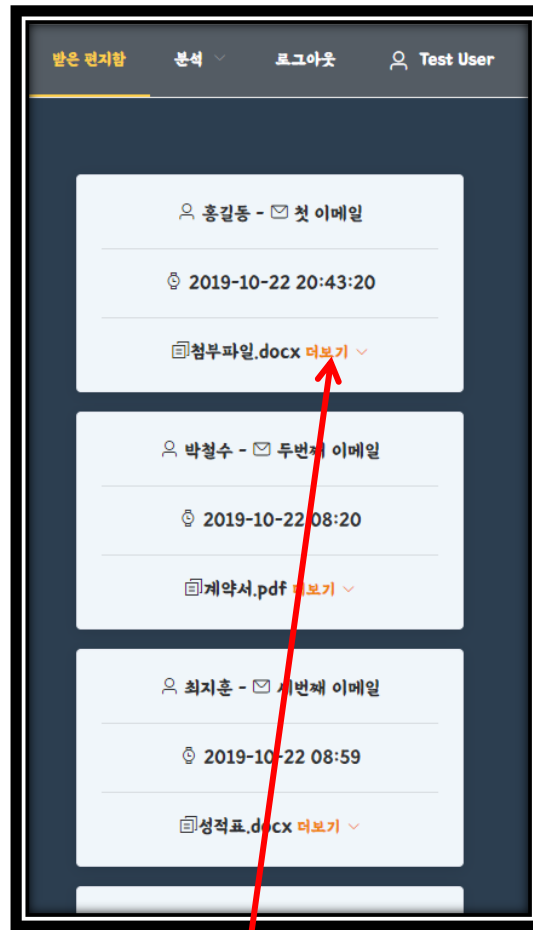 받은 편지함 분석 로그아웃 Test User
홍길동 - 첫 이메일
2019-10-22 20:43:20
첨부파일.docx 더보기
박철수 - 두번째 이메일
2019-10-22 08:20
계약서.pdf 더보기
최지훈 - 세번째 이메일
2019-10-22 08:59
성적표.docx 더보기